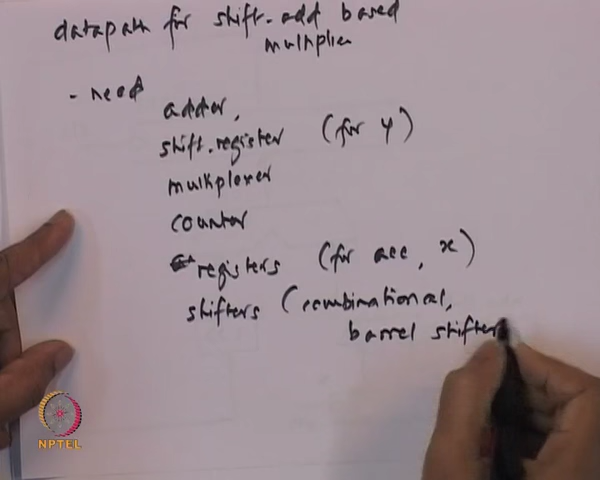 datapath for shift-add based
multiplier
- need
adder,
shift-register (for y)
multiplexer
counter
registers (for acc, x)
shifters (combinational,
barrel shifter
NPTEL